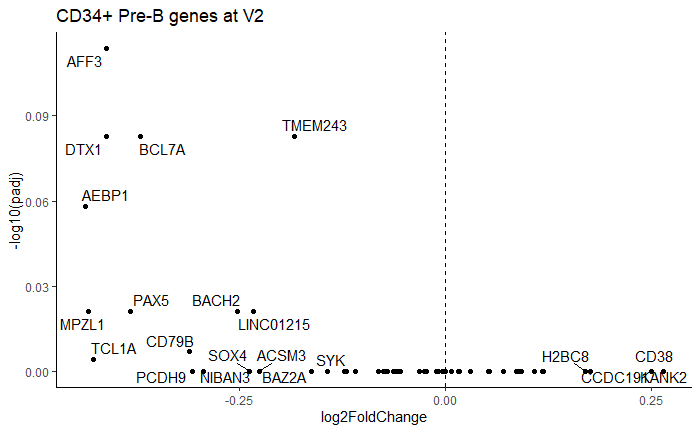 CD34+ Pre-B genes at V2
AFF3
TMEM243
0.09
DTX1
BCL7A
AEBP1
-log10(padj)
0.06
0.03
PAX5
BACH2
MPZL1
LINC01215
TCL1A
CD79B
SOX4
ACSM3
SYK
H2BC8
CD38
0.00
PCDH9
NIBAN3
BAZ2A
KANK2
-0.25
0.00
0.25
log2FoldChange